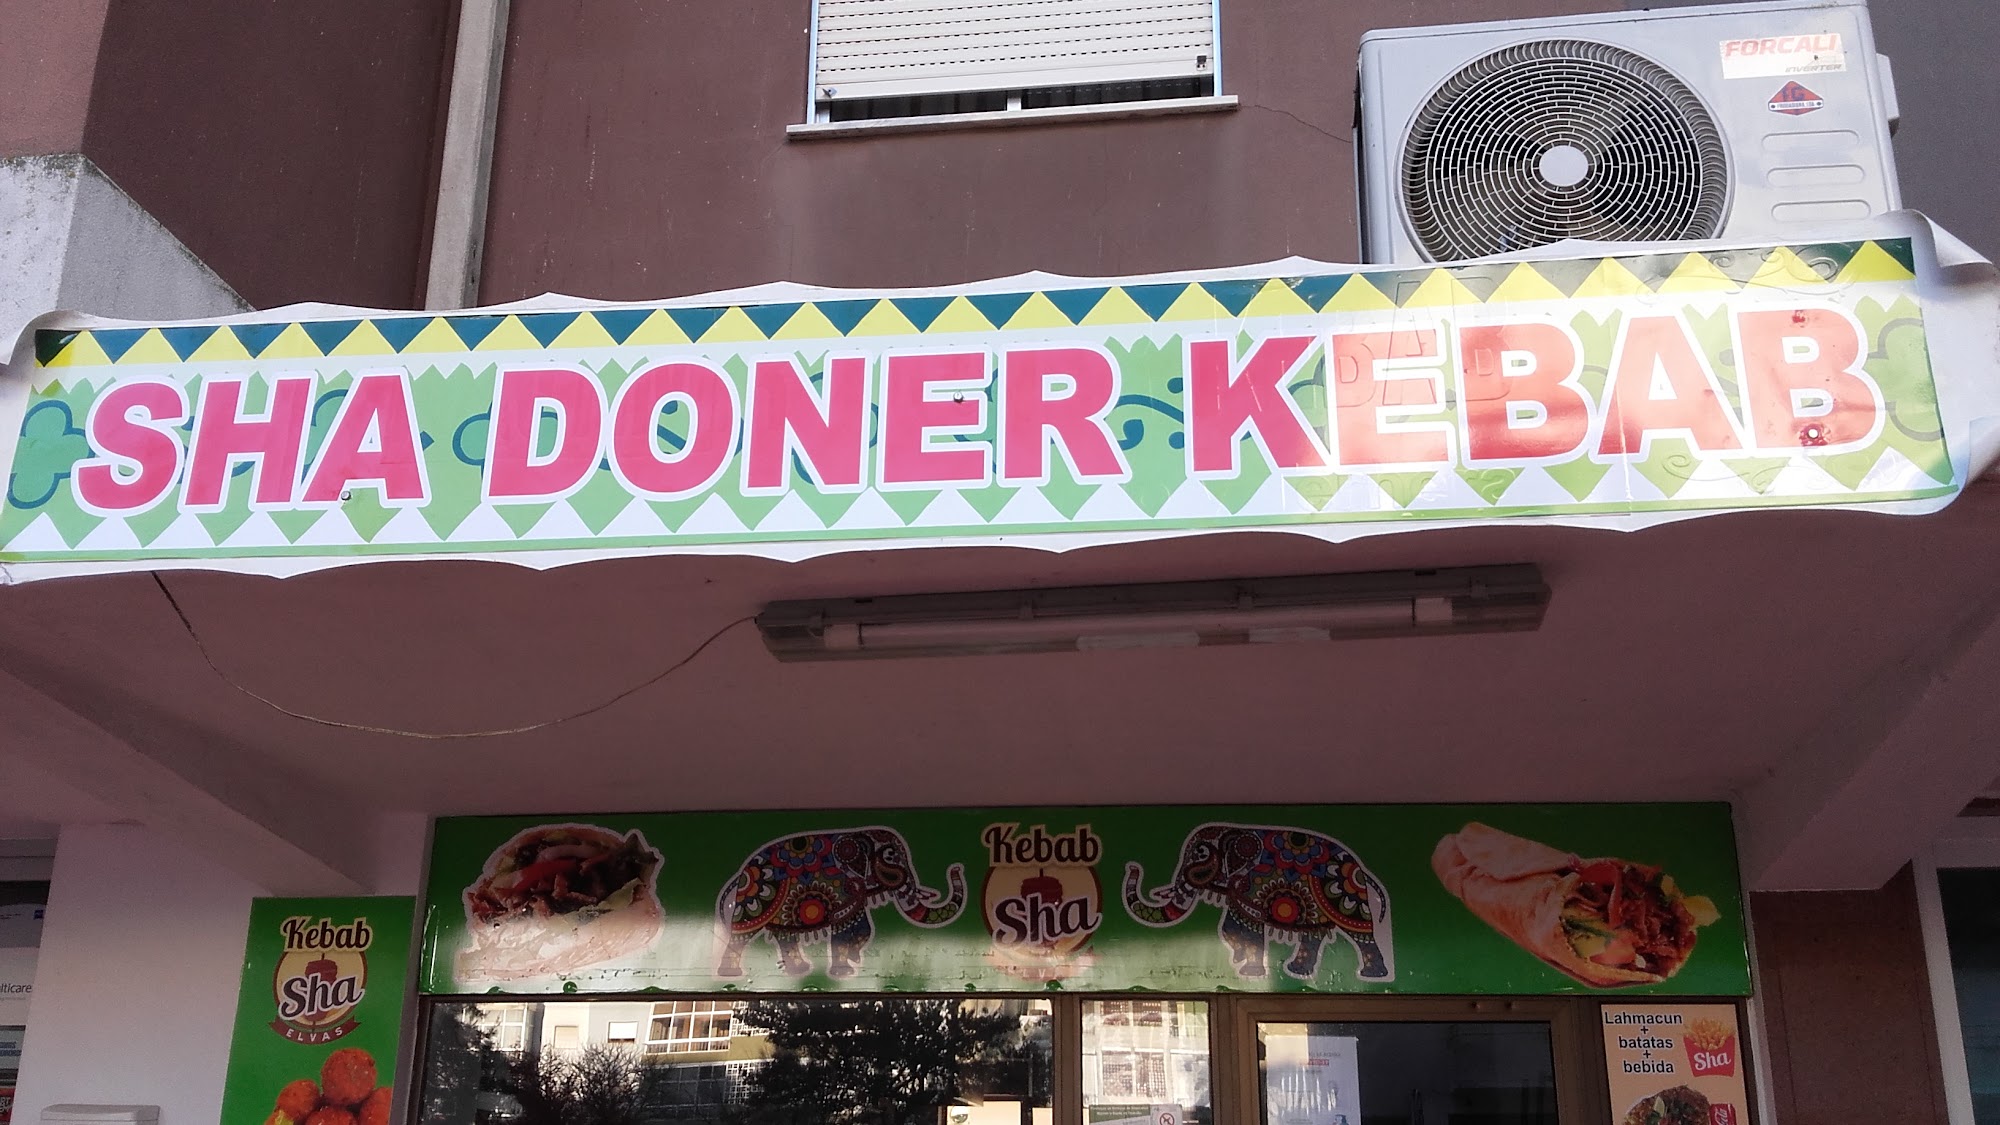 FORCALI
INVERTER
SHA DONER KEBAB
Kebab
Sha
Kebab
Sha
ELVAS
Lahmacun
+
batatas
+
bebida
Sha